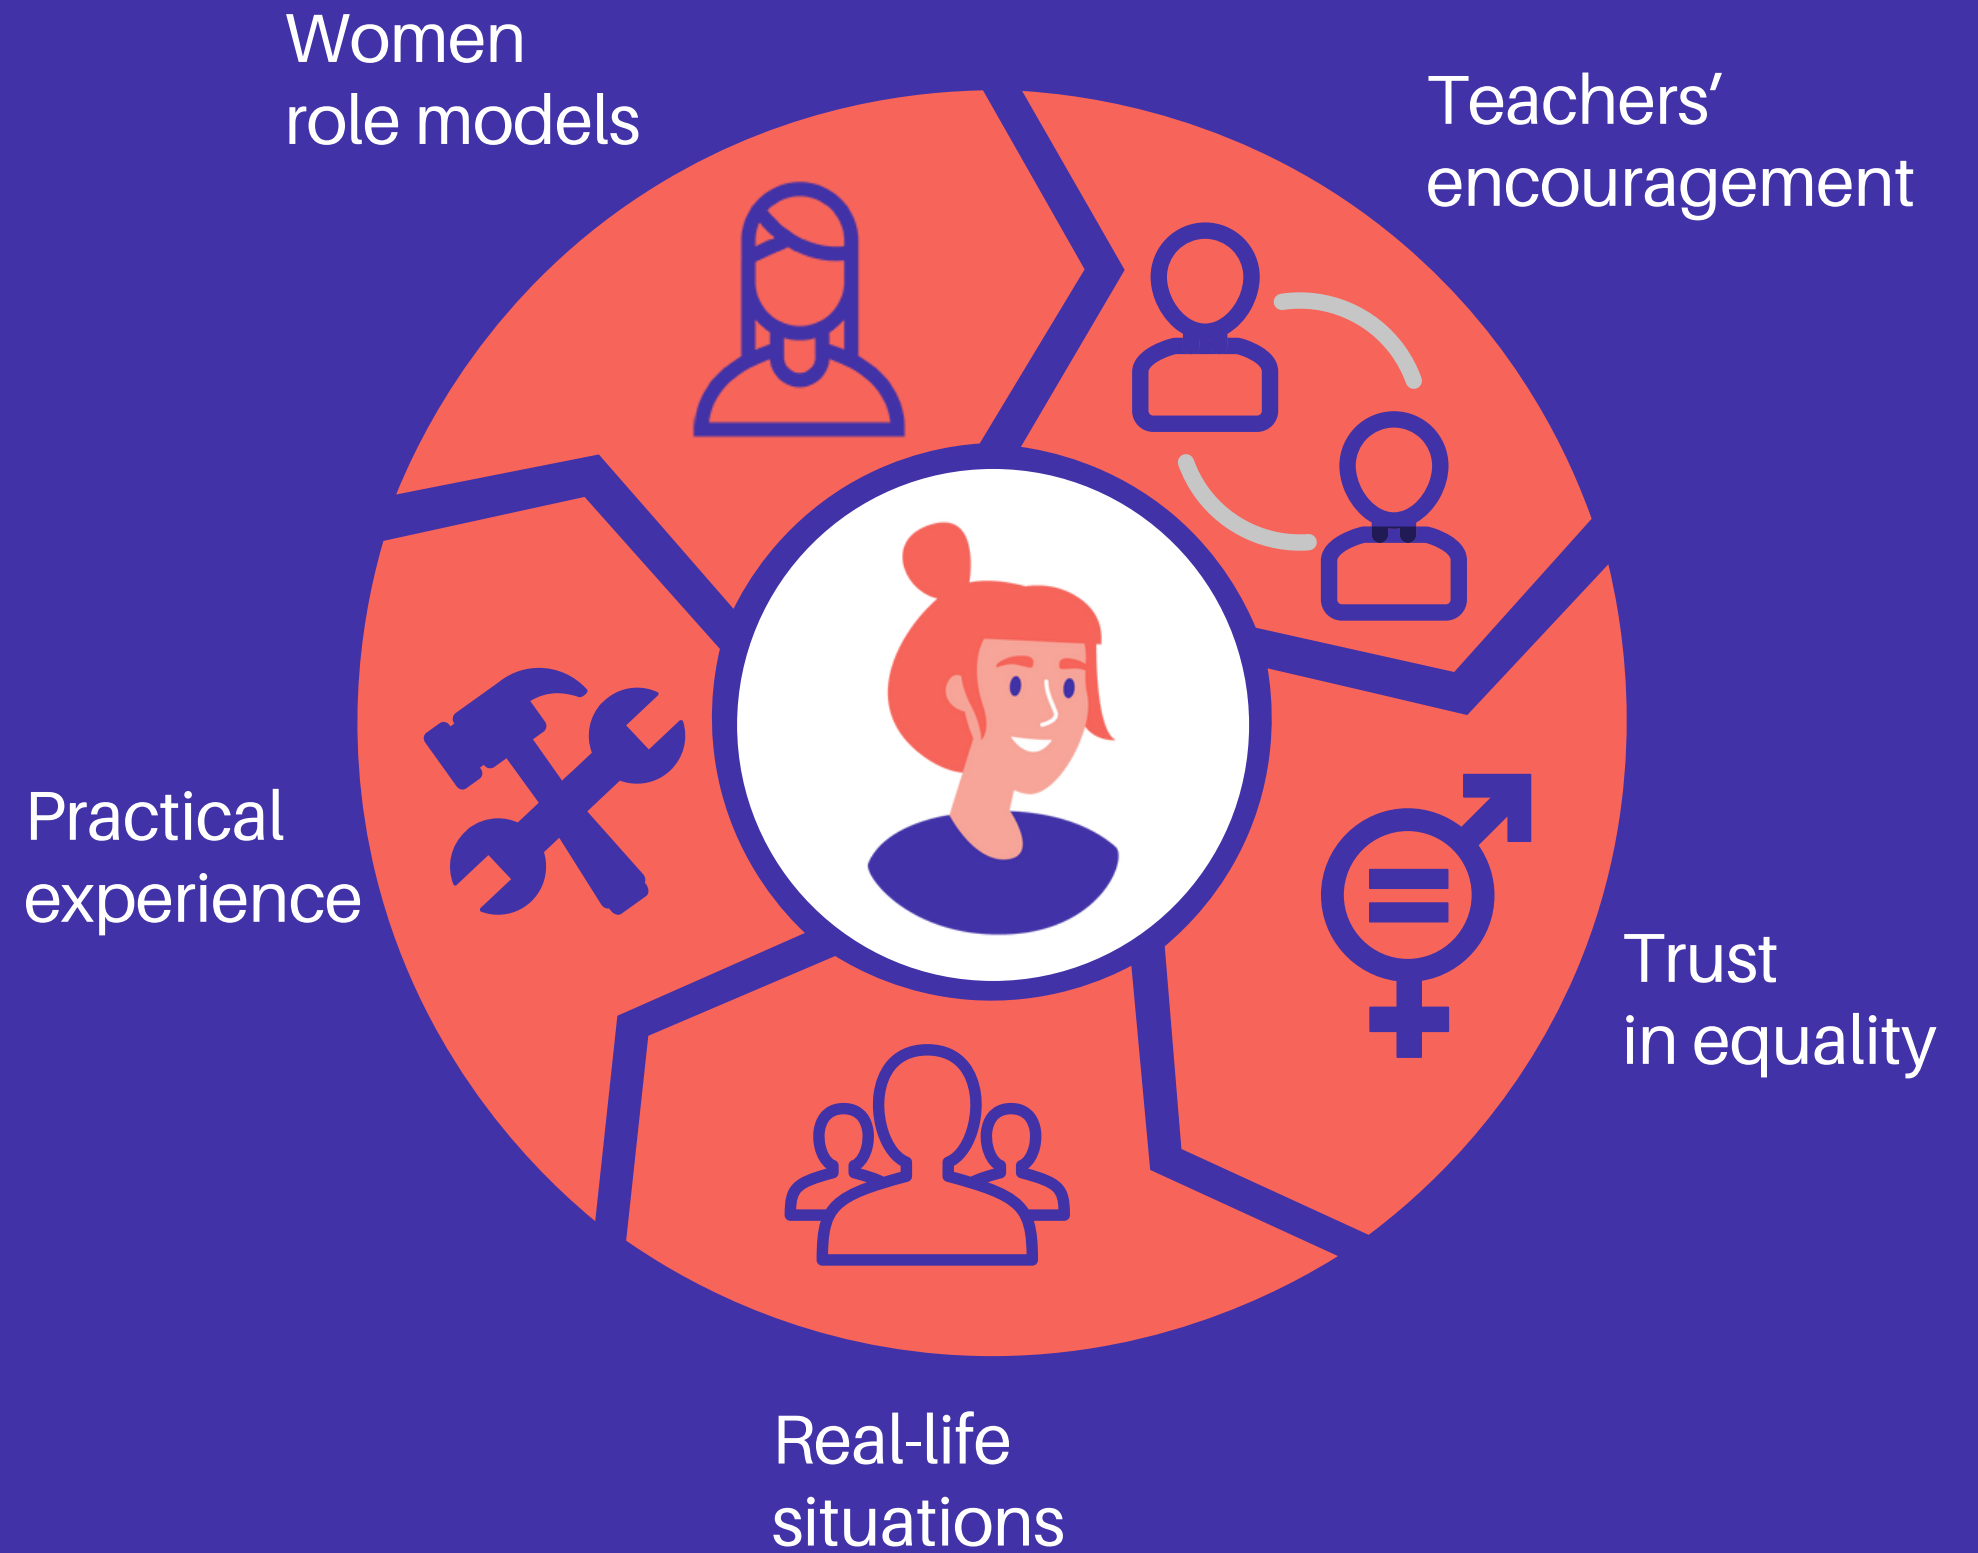 Women
role models
Teachers’
encouragement
Practical
experience
Trust
in equality
Real-life
situations